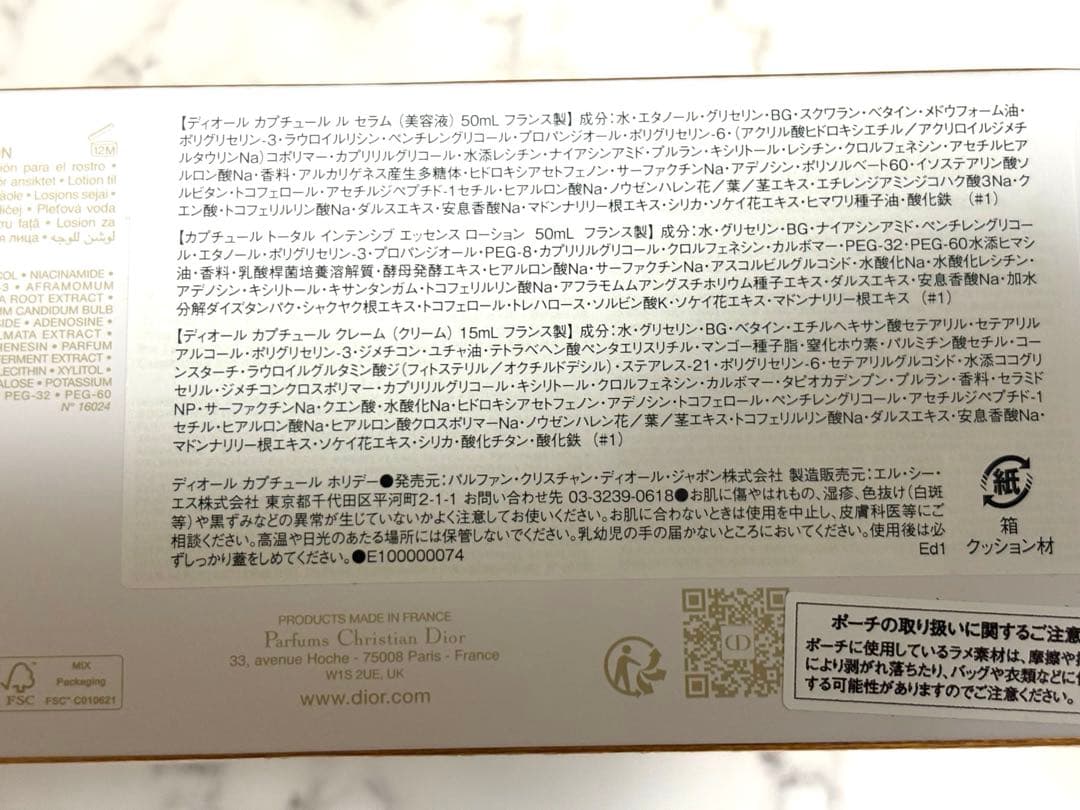 【ディオール カプチュール ル セラム (美容液) 50mL フランス製】成分：水・エタノール・グリセリン・BG・スクワラン・ベタイン・メドウフォーム油・
ポリグリセリン-3・ラウロイルリシン・ペンチレングリコール・プロパンジオール・ポリグリセリン-6・(アクリル酸ヒドロキシエチル／アクリロイルジメチ
ルタウリンNa)コポリマー・カプリリルグリコール・水添レシチン・ナイアシンアミド・プルラン・キシリトール・レシチン・クロルフェネシン・アセチルヒア
ルロン酸Na・香料・アルカリゲネス産生多糖体・ヒドロキシアセトフェノン・サーファクチンNa・アデノシン・ポリソルベート60・イソステアリン酸ソ
ルビタン・トコフェロール・アセチルジペプチド-1セチル・ヒアルロン酸Na・ノウゼンハレン花／葉／茎エキス・エチレンジアミンジコハク酸3Na・ク
エン酸・トコフェリルリン酸Na・ダルスエキス・安息香酸Na・マドンナリリー根エキス・シリカ・ソケイ花エキス・ヒマワリ種子油・酸化鉄 (#1)
【カプチュール トータル インテンシブ エッセンス ローション 50mL フランス製】成分：水・グリセリン・BG・ナイアシンアミド・ペンチレングリコー
ル・エタノール・ポリグリセリン-3・プロパンジオール・PEG-8・カプリリルグリコール・クロルフェネシン・カルボマー・PEG-32・PEG-60水添ヒマシ
油・香料・乳酸桿菌培養溶解質・酵母発酵エキス・ヒアルロン酸Na・サーファクチンNa・アスコルビルグルコシド・水酸化Na・水酸化レシチン・
アデノシン・キシリトール・キサンタンガム・トコフェリルリン酸Na・アフラモムアングスチホリウム種子エキス・ダルスエキス・安息香酸Na・加水
分解ダイズタンパク・シャクヤク根エキス・トコフェロール・トレハロース・ソルビン酸K・ソケイ花エキス・マドンナリリー根エキス (#1)
【ディオール カプチュール クレーム (クリーム) 15mL フランス製】成分：水・グリセリン・BG・ベタイン・エチルヘキサン酸セテアリル・セテアリル
アルコール・ポリグリセリン-3・ジメチコン・ユチャ油・テトラベヘン酸ペンタエリスリチル・マンゴー種子脂・窒化ホウ素・パルミチン酸セチル・コー
ンスターチ・ラウロイルグルタミン酸ジ(フィトステリル／オクチルドデシル)・ステアレス-21・ポリグリセリン-6・セテアリルグルコシド・水添ココグリ
セリル・ジメチコンクロスポリマー・カプリリルグリコール・キシリトール・クロルフェネシン・カルボマー・タピオカデンプン・プルラン・香料・セラミド
NP・サーファクチンNa・クエン酸・水酸化Na・ヒドロキシアセトフェノン・アデノシン・トコフェロール・ペンチレングリコール・アセチルジペプチド-1
セチル・ヒアルロン酸Na・ヒアルロン酸クロスポリマーNa・ノウゼンハレン花／葉／茎エキス・トコフェリルリン酸Na・ダルスエキス・安息香酸Na・
マドンナリリー根エキス・ソケイ花エキス・シリカ・酸化チタン・酸化鉄 (#1)
ディオール カプチュール ホリデー●発売元：パルファン・クリスチャン・ディオール・ジャポン株式会社 製造販売元：エル・シー・
エス株式会社 東京都千代田区平河町2-1-1 お問い合わせ先 03-3239-0618●お肌に傷やはれもの、湿疹、色抜け(白斑
等)や黒ずみなどの異常が生じていないかよく注意してお使いください。お肌に合わないときは使用を中止し、皮膚科医等にご
相談ください。高温や日光のあたる場所には保管しないでください。乳幼児の手の届かないところにおいてください。使用後は必
ずしっかり蓋をしめてください。●E100000074
Ed1
紙
箱
クッション材
12M
ón para el rostro •
r ansiktet • Lotion til
äole • Losjons sejai •
ličej • Pleťová voda
ru față • Losion za
я лица • لوشن للوجه
COL • NIACINAMIDE •
-3 • AFRAMOMUM
A ROOT EXTRACT •
M CANDIDUM BULB
SIDE • ADENOSINE •
LMATA EXTRACT •
HENESIN • PARFUM
FERMENT EXTRACT •
LECITHIN • XYLITOL •
ALOSE • POTASSIUM
PEG-32 • PEG-60
N° 16024
PRODUCTS MADE IN FRANCE
Parfums Christian Dior
33, avenue Hoche - 75008 Paris - France
W1S 2UE, UK
www.dior.com
FSC
MIX
Packaging
FSC® C010621
CD
ポーチの取り扱いに関するご注意
ポーチに使用しているラメ素材は、摩擦や
により剥がれ落ちたり、バッグや衣類などに
する可能性がありますのでご注意ください。